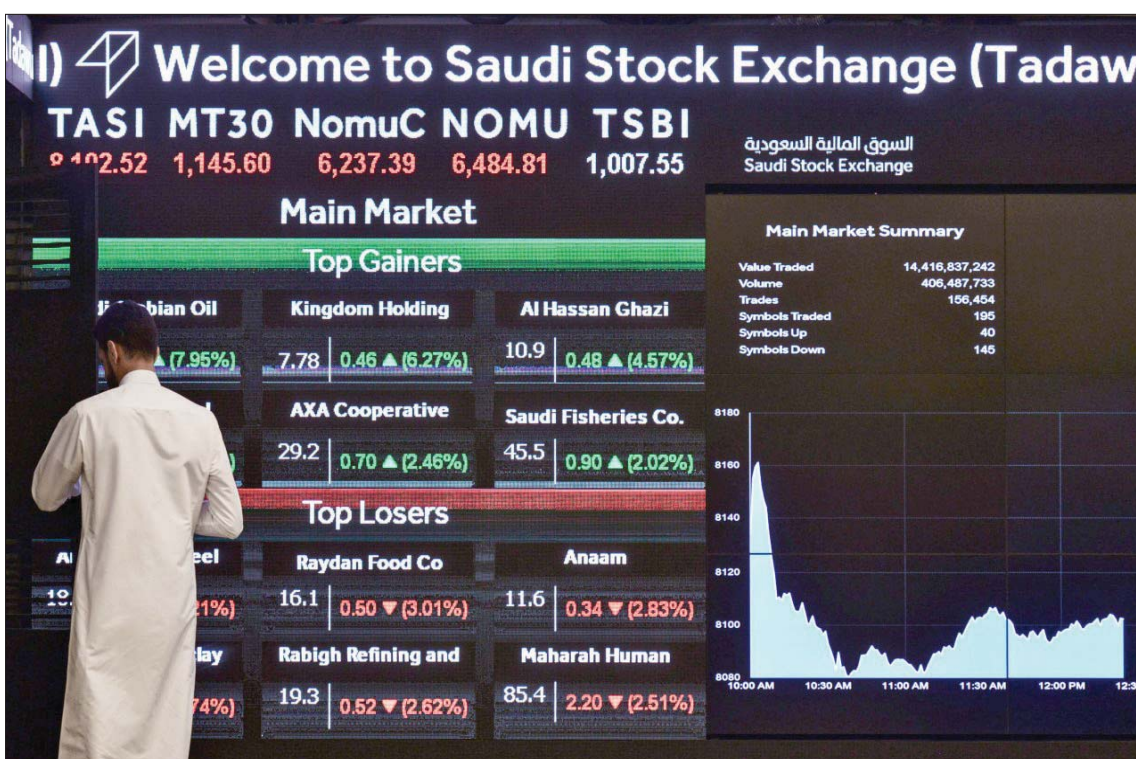 Welcome to Saudi Stock Exchange
TASI MT30 NomuC NOMU TSBI
1,145.60 6,237.39 6,484.81 1,007.55
السوق المالية السعودية
Saudi Stock Exchange
Main Market
Top Gainers
Oil Kingdom Holding Al Hassan Ghazi
(7.95%) 7.78 0.46 ▲ (6.27%) 10.9 0.48 ▲ (4.57%)
AXA Cooperative Saudi Fisheries Co.
29.2 0.70 ▲ (2.46%) 45.5 0.90 ▲ (2.02%)
Top Losers
Raydan Food Co Anaam
16.1 0.50 ▼ (3.01%) 11.6 0.34 ▼ (2.83%)
Rabigh Refining and Maharah Human
19.3 0.52 ▼ (2.62%) 85.4 2.20 ▼ (2.51%)
Main Market Summary
Value Traded 14,416,837,242
Volume 406,487,733
Trades 156,454
Symbols Traded 195
Symbols Up 40
Symbols Down 145
8180
8160
8140
8120
8100
8080
10:00 AM 10:30 AM 11:00 AM 11:30 AM 12:00 PM